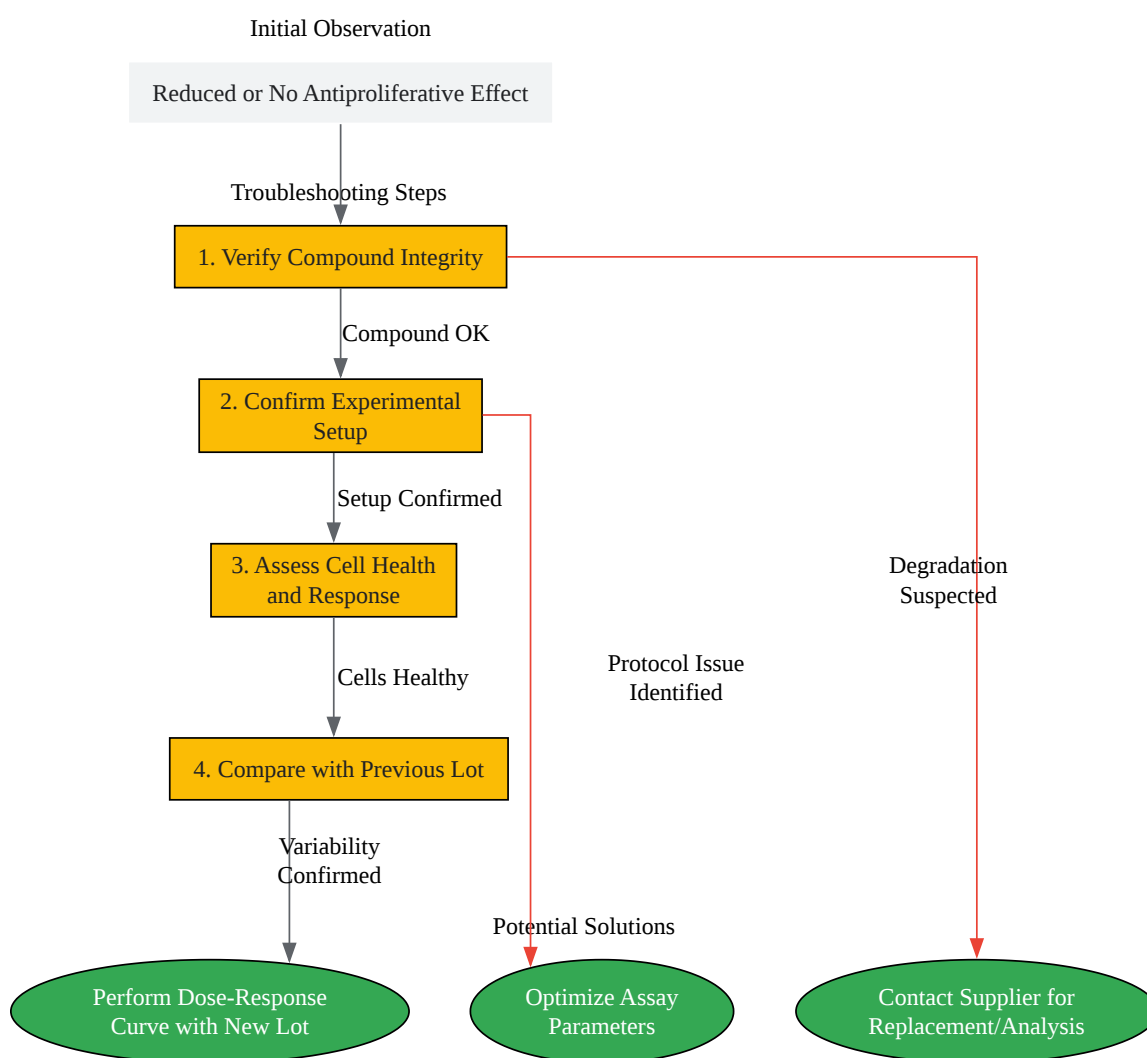 Initial Observation
Reduced or No Antiproliferative Effect
Troubleshooting Steps
1. Verify Compound Integrity
Compound OK
2. Confirm Experimental
Setup
Setup Confirmed
3. Assess Cell Health
and Response
Degradation
Suspected
Cells Healthy
Protocol Issue
Identified
4. Compare with Previous Lot
Variability
Confirmed
Potential Solutions
Perform Dose-Response
Curve with New Lot
Optimize Assay
Parameters
Contact Supplier for
Replacement/Analysis